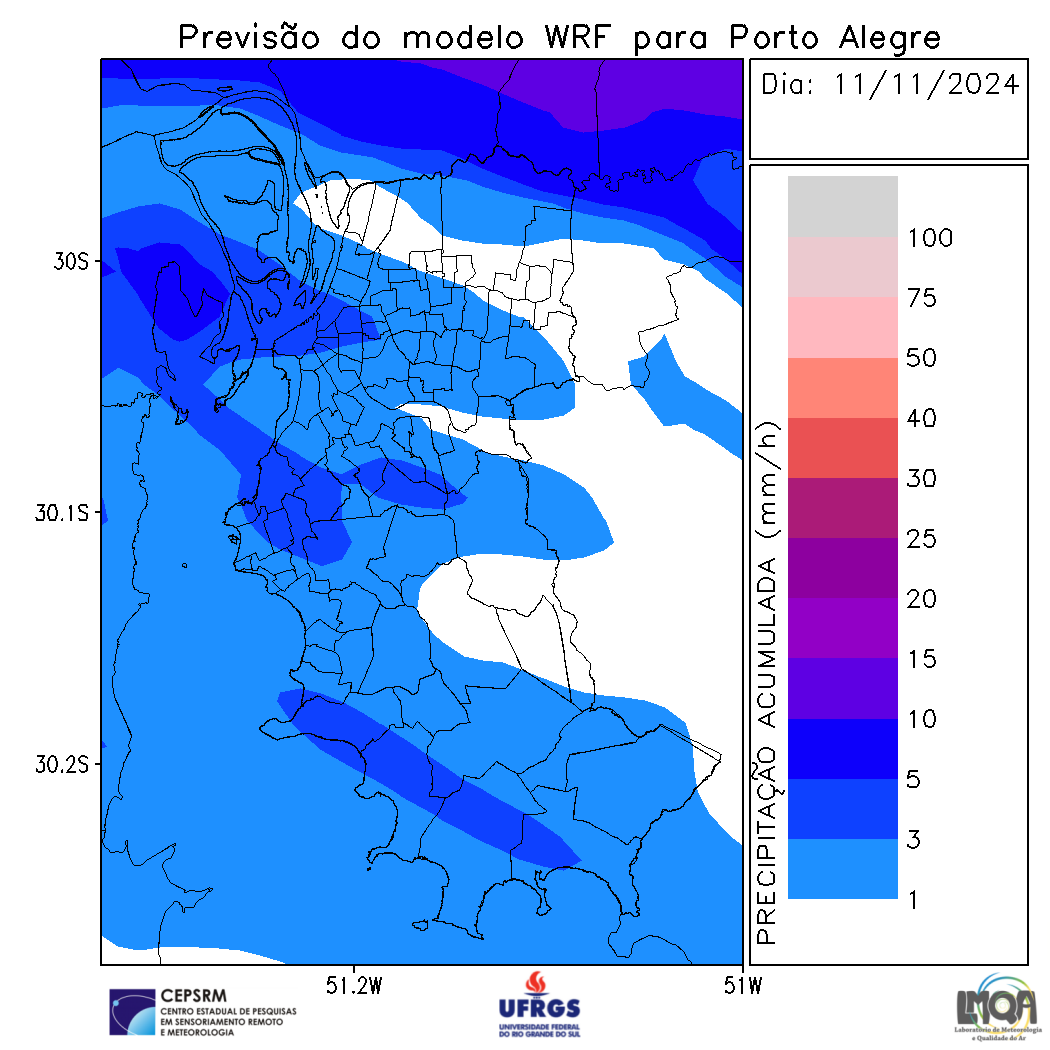 Previsão do modelo WRF para Porto Alegre
Dia: 11/11/2024
30S
30.1S
30.2S
51.2W
51W
100
75
50
40
30
25
20
15
10
5
3
1
PRECIPITAÇÃO ACUMULADA (mm/h)
CEPSRM
CENTRO ESTADUAL DE PESQUISAS
EM SENSORIAMENTO REMOTO
E METEOROLOGIA
UFRGS
UNIVERSIDADE FEDERAL
DO RIO GRANDE DO SUL
LMQA
Laboratório de Meteorologia
e Qualidade do Ar